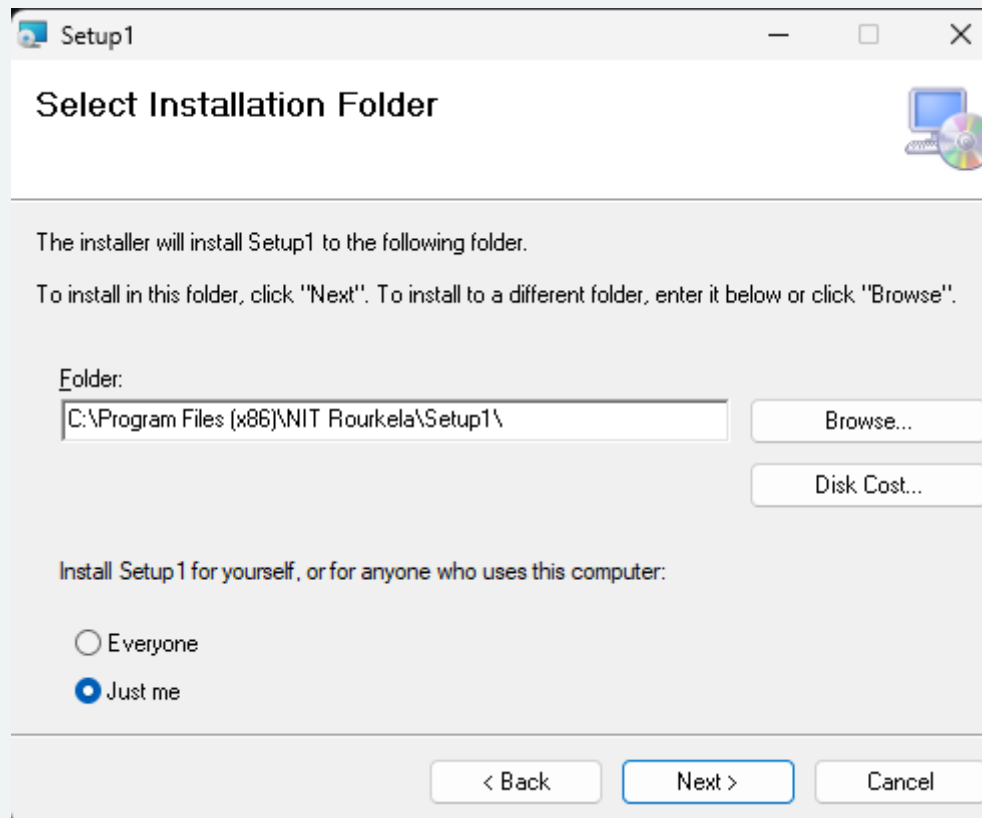 Setup1
Select Installation Folder
The installer will install Setup1 to the following folder.
To install in this folder, click "Next". To install to a different folder, enter it below or click "Browse".
Folder:
C:\Program Files (x86)\NIT Rourkela\Setup1\
Browse...
Disk Cost...
Install Setup1 for yourself, or for anyone who uses this computer:
Everyone
Just me
< Back Next > Cancel